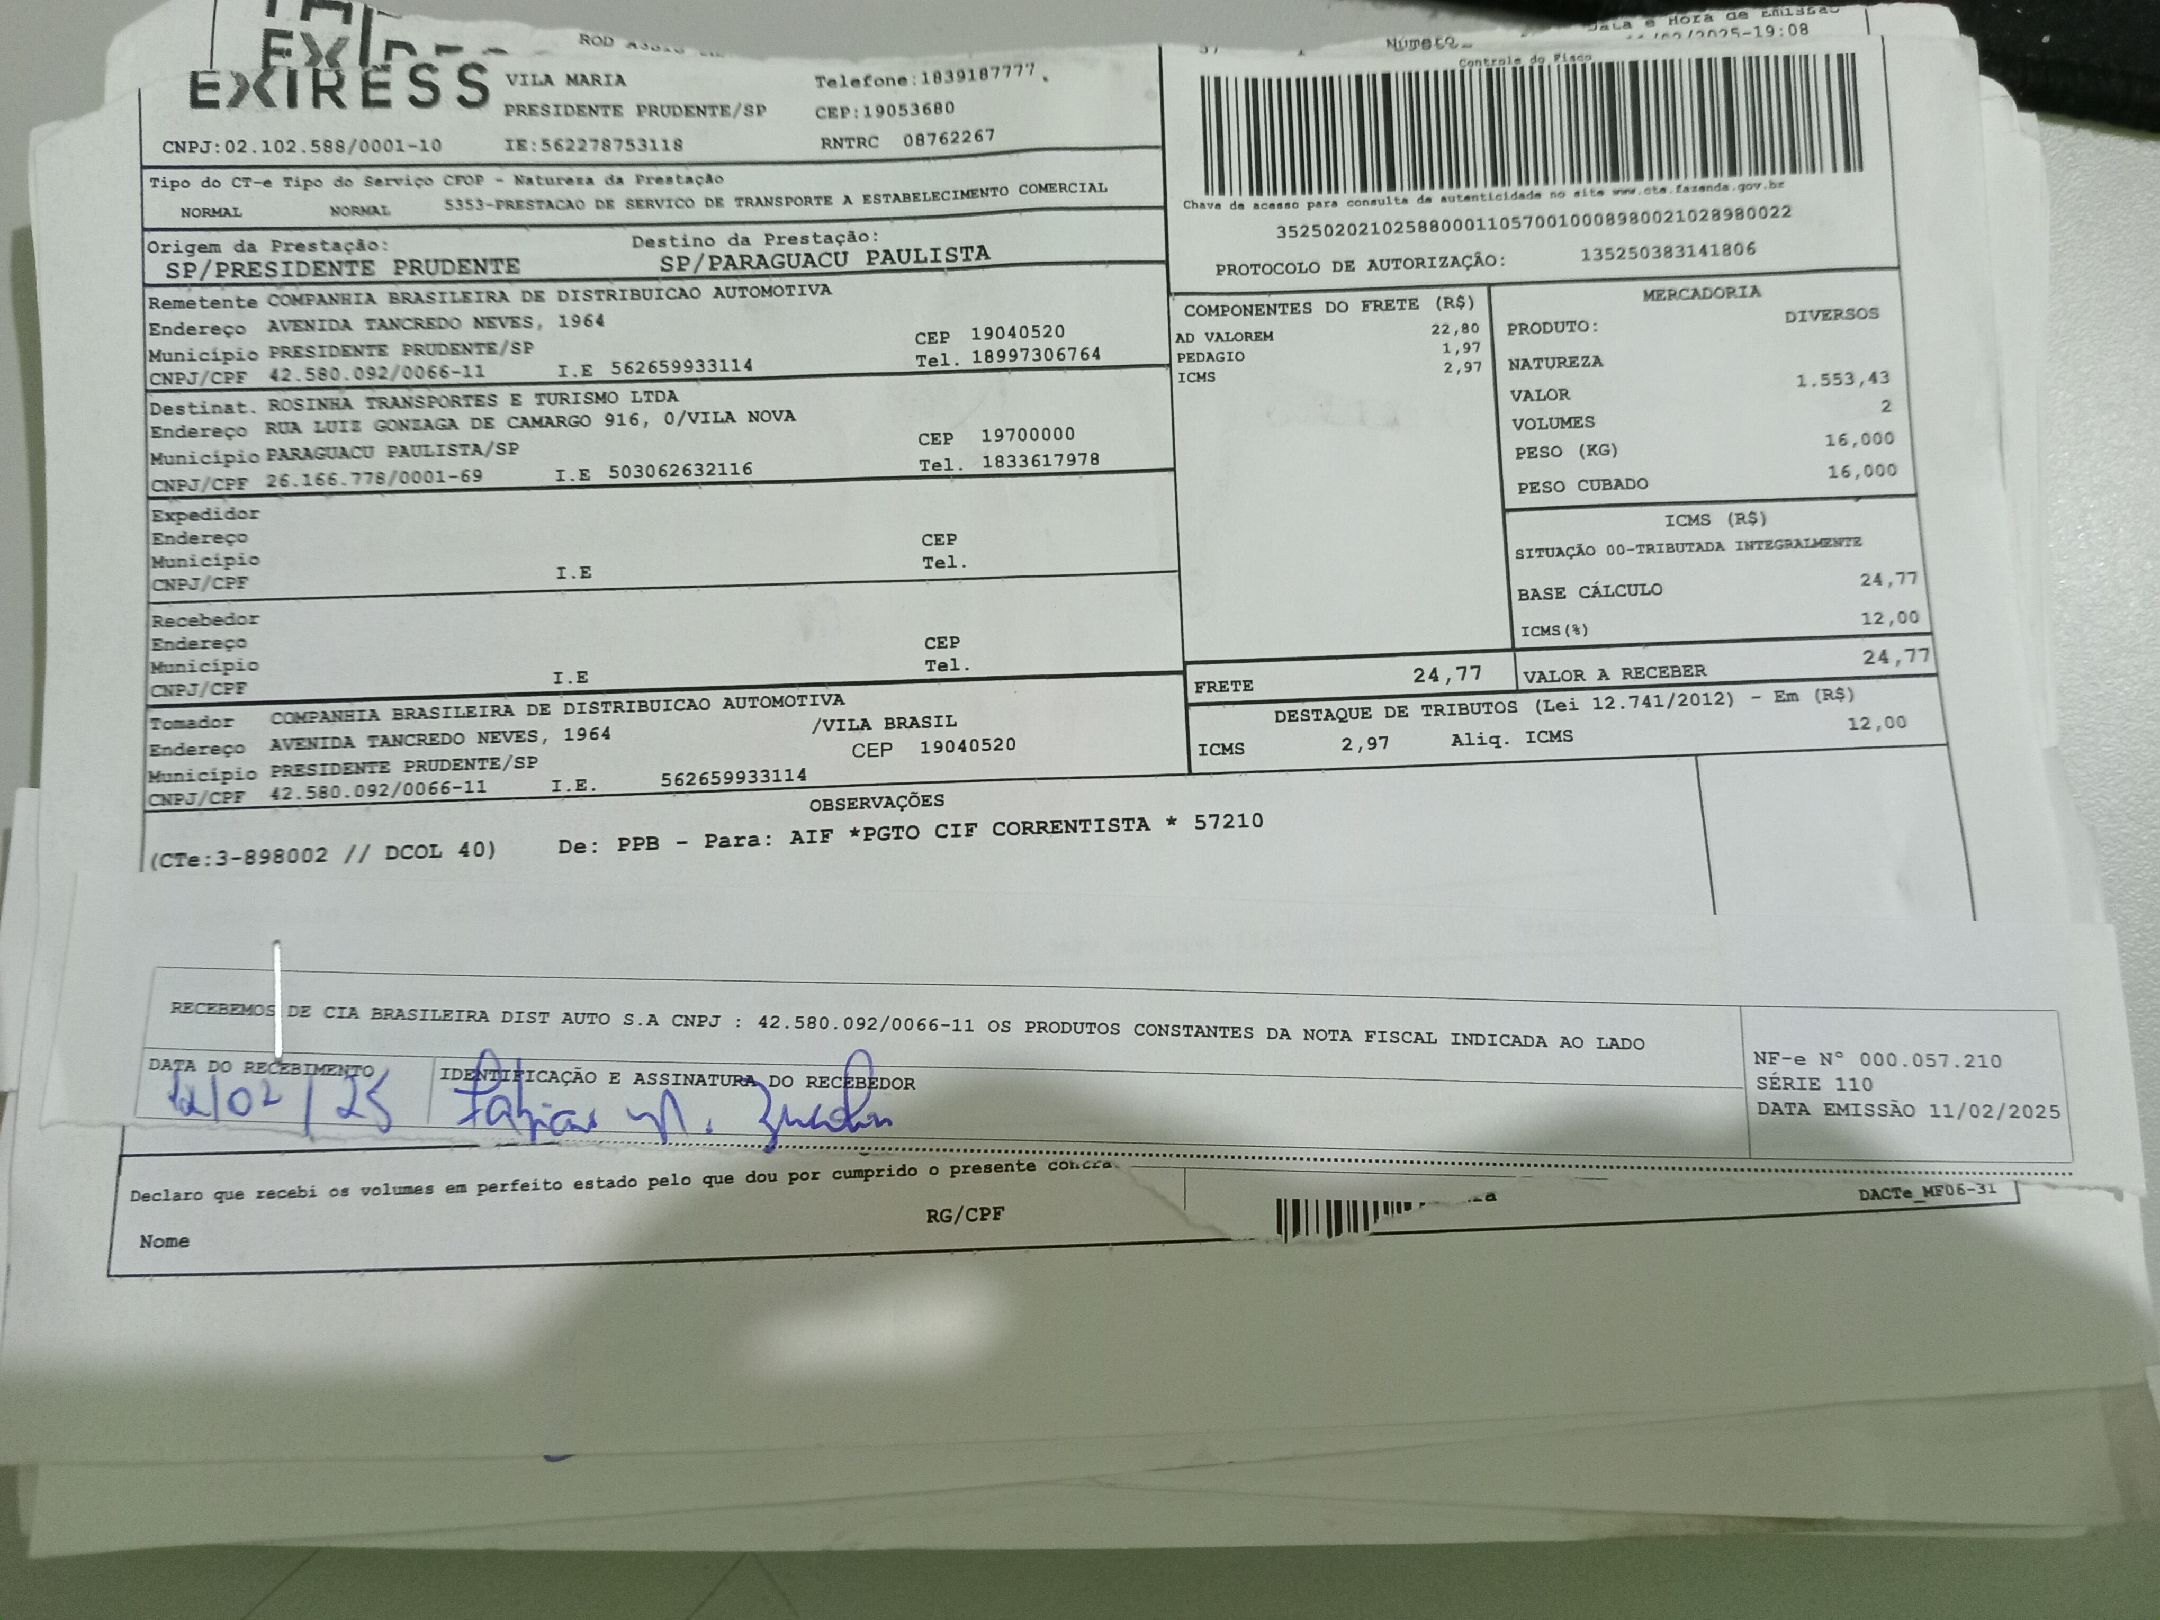 EXPRESS
VILA MARIA
Telefone:1839187777
PRESIDENTE PRUDENTE/SP
CEP:19053680
CNPJ:02.102.588/0001-10 IE:562278753118 RNTRC 08762267
Tipo do CT-e Tipo do Serviço CFOP - Natureza da Prestação
NORMAL NORMAL 5353-PRESTACAO DE SERVICO DE TRANSPORTE A ESTABELECIMENTO COMERCIAL
Origem da Prestação: Destino da Prestação:
SP/PRESIDENTE PRUDENTE SP/PARAGUACU PAULISTA
Data e Hora de Emissão
/2025-19:08
Controle do Fisco
Chave de acesso para consulta de autenticidade no site www.cte.fazenda.gov.br
35250202102588000110570010008980021028980022
PROTOCOLO DE AUTORIZAÇÃO: 135250383141806
Remetente COMPANHIA BRASILEIRA DE DISTRIBUICAO AUTOMOTIVA
Endereço AVENIDA TANCREDO NEVES, 1964 CEP 19040520
Município PRESIDENTE PRUDENTE/SP Tel. 18997306764
CNPJ/CPF 42.580.092/0066-11 I.E 562659933114
Destinat. ROSINHA TRANSPORTES E TURISMO LTDA
Endereço RUA LUIZ GONZAGA DE CAMARGO 916, 0/VILA NOVA
CEP 19700000
Município PARAGUACU PAULISTA/SP Tel. 1833617978
CNPJ/CPF 26.166.778/0001-69 I.E 503062632116
Expedidor
Endereço CEP
Município Tel.
CNPJ/CPF I.E
Recebedor
Endereço CEP
Município Tel.
CNPJ/CPF I.E
Tomador COMPANHIA BRASILEIRA DE DISTRIBUICAO AUTOMOTIVA
Endereço AVENIDA TANCREDO NEVES, 1964 /VILA BRASIL
Município PRESIDENTE PRUDENTE/SP CEP 19040520
CNPJ/CPF 42.580.092/0066-11 I.E. 562659933114
COMPONENTES DO FRETE (R$)
AD VALOREM 22,80
PEDAGIO 1,97
ICMS 2,97
MERCADORIA
PRODUTO: DIVERSOS
NATUREZA
VALOR 1.553,43
VOLUMES 2
PESO (KG) 16,000
PESO CUBADO 16,000
ICMS (R$)
SITUAÇÃO 00-TRIBUTADA INTEGRALMENTE
BASE CÁLCULO 24,77
ICMS(%) 12,00
FRETE 24,77 VALOR A RECEBER 24,77
DESTAQUE DE TRIBUTOS (Lei 12.741/2012) - Em (R$)
ICMS 2,97 Aliq. ICMS 12,00
OBSERVAÇÕES
(CTe:3-898002 // DCOL 40) De: PPB - Para: AIF *PGTO CIF CORRENTISTA * 57210
RECEBEMOS DE CIA BRASILEIRA DIST AUTO S.A CNPJ : 42.580.092/0066-11 OS PRODUTOS CONSTANTES DA NOTA FISCAL INDICADA AO LADO
DATA DO RECEBIMENTO IDENTIFICAÇÃO E ASSINATURA DO RECEBEDOR
12/02/25
NF-e N° 000.057.210
SÉRIE 110
DATA EMISSÃO 11/02/2025
Declaro que recebi os volumes em perfeito estado pelo que dou por cumprido o presente
Nome RG/CPF
DACTe_MF06-31